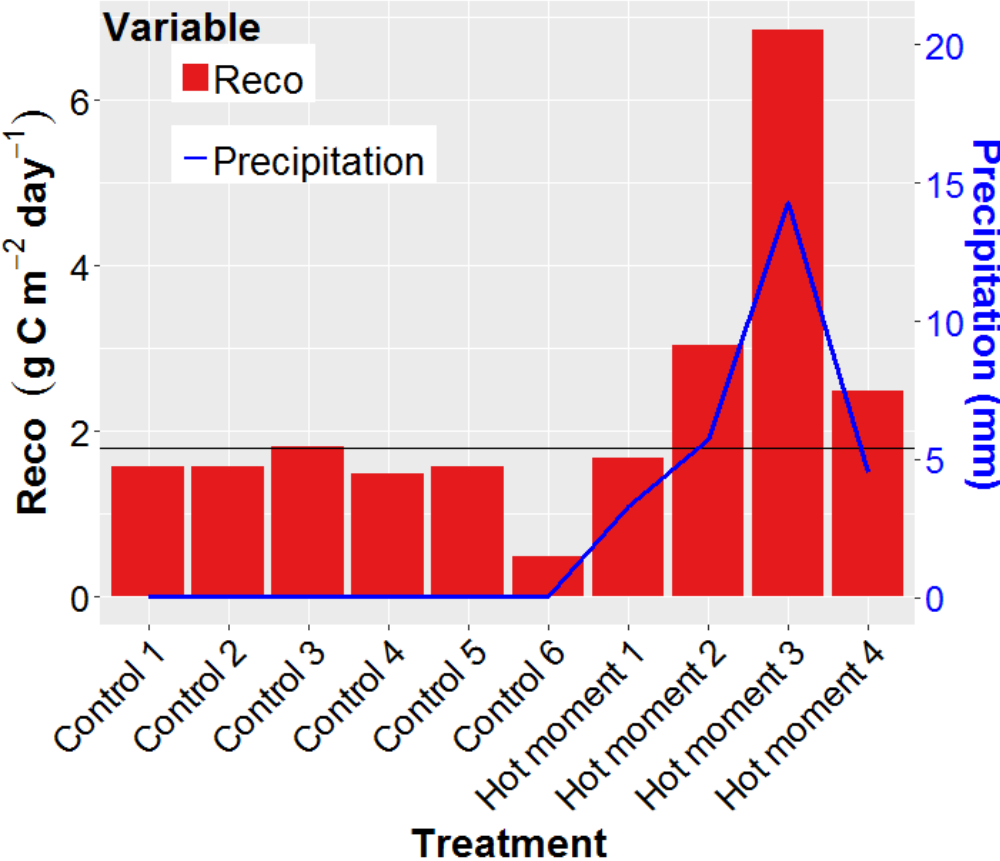 Variable
Reco
Precipitation
Reco (g C m⁻² day⁻¹)
6
4
2
0
20
15
10
5
0
Precipitation (mm)
Control 1
Control 2
Control 3
Control 4
Control 5
Control 6
Hot moment 1
Hot moment 2
Hot moment 3
Hot moment 4
Treatment